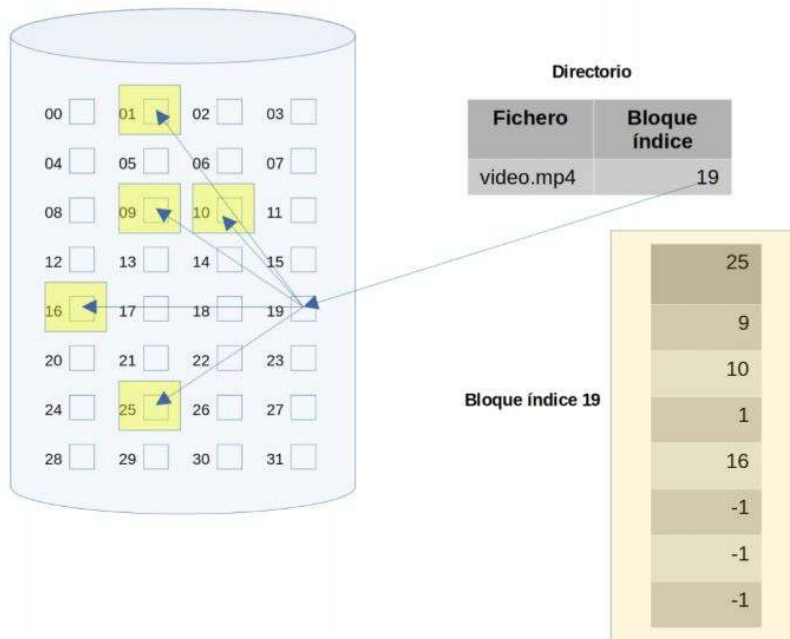 Directorio
Fichero Bloque índice
video.mp4 19
00 01 02 03
04 05 06 07
08 09 10 11
12 13 14 15
16 17 18 19
20 21 22 23
24 25 26 27
28 29 30 31
Bloque índice 19
25
9
10
1
16
-1
-1
-1